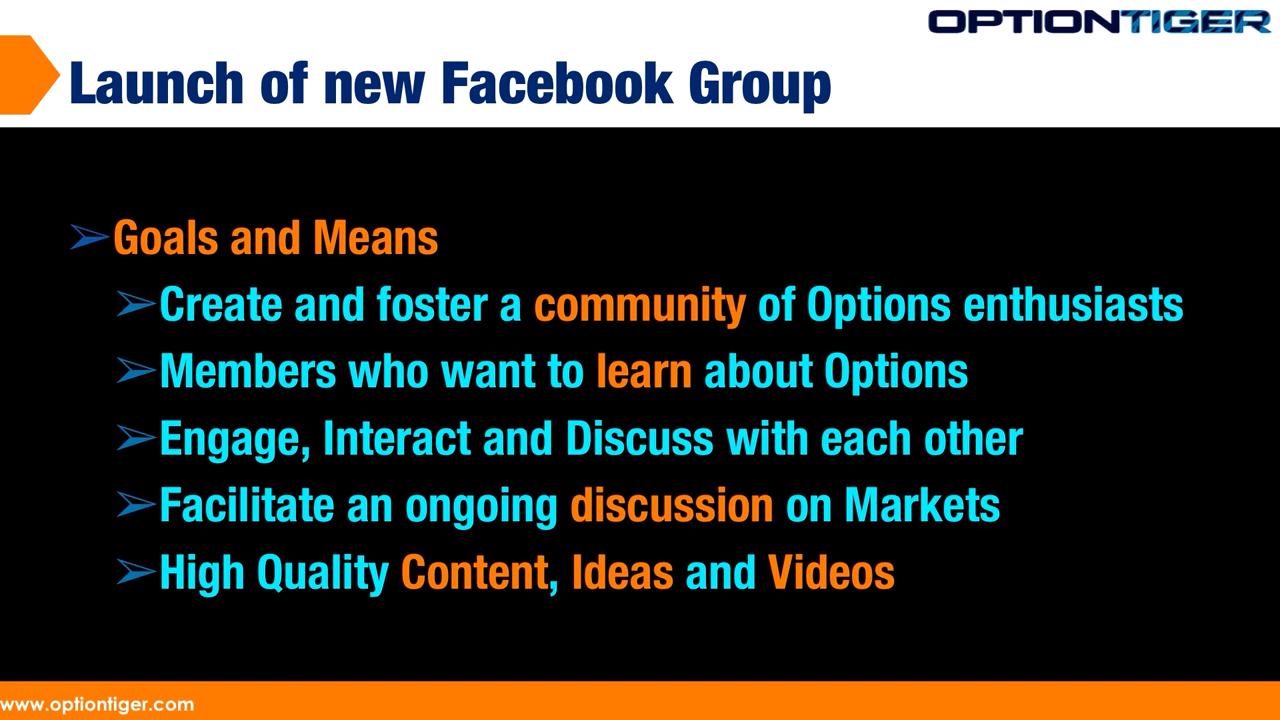 OPTIONTIGER
Launch of new Facebook Group
➢Goals and Means
➢Create and foster a community of Options enthusiasts
➢Members who want to learn about Options
➢Engage, Interact and Discuss with each other
➢Facilitate an ongoing discussion on Markets
➢High Quality Content, Ideas and Videos
www.optiontiger.com